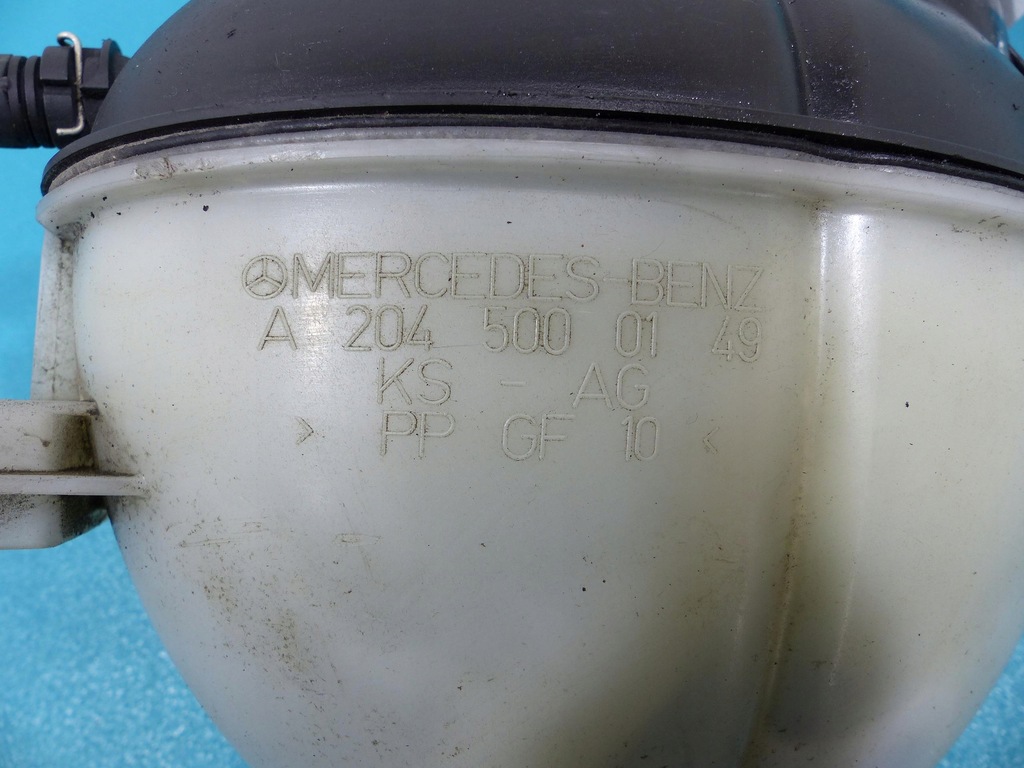 MERCEDES-BENZ
A 204 500 01 49
KS - AG
> PP GF 10 <